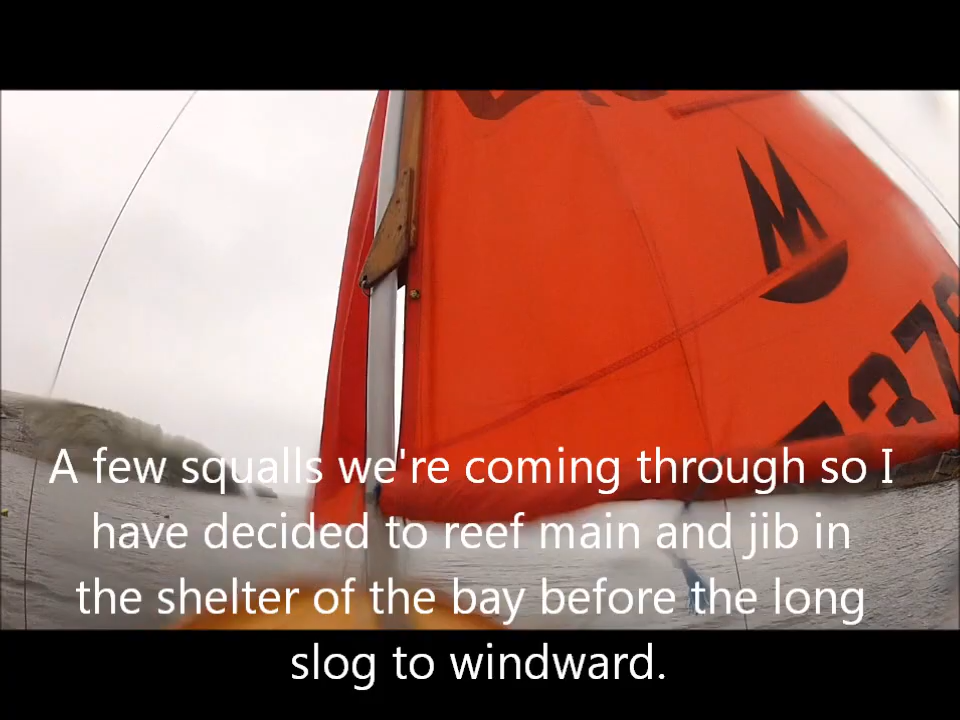 M
37
A few squalls we're coming through so I
have decided to reef main and jib in
the shelter of the bay before the long
slog to windward.